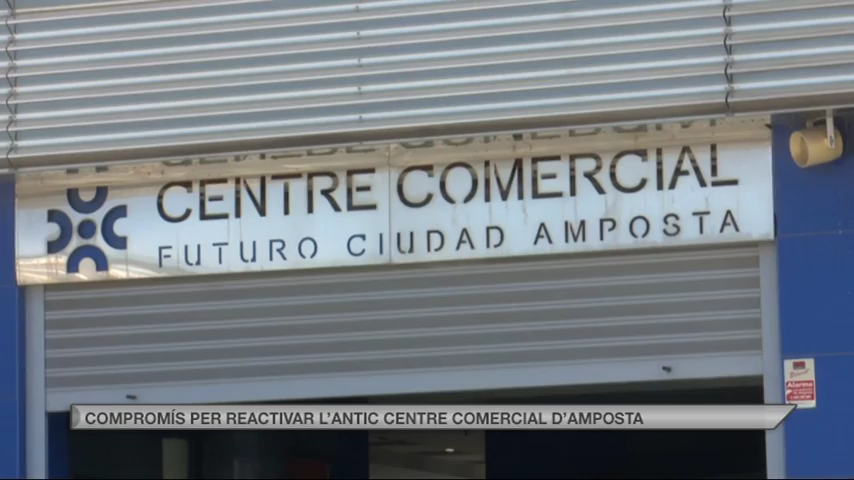 CENTRE COMERCIAL
FUTURO CIUDAD AMPOSTA
Alarma
COMPROMÍS PER REACTIVAR L'ANTIC CENTRE COMERCIAL D'AMPOSTA